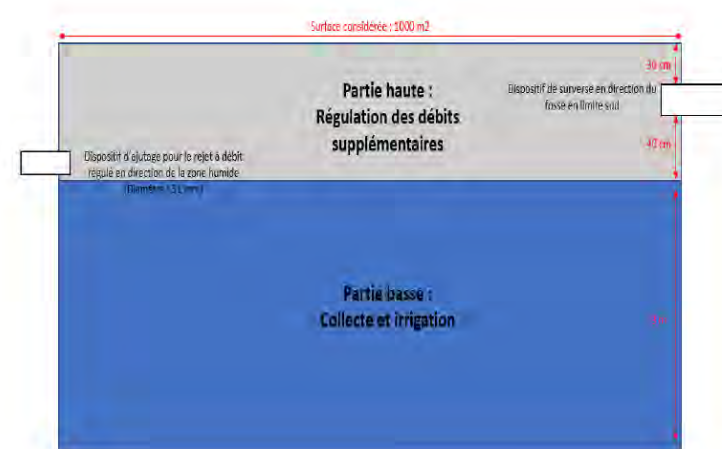 Surface considérée : 1000 m2
30 cm
Partie haute :
Régulation des débits
supplémentaires
Dispositif de surverse en direction du
fossé en limite sud
40 cm
Dispositif d'ajutage pour le rejet à débit
régulé en direction de la zone humide
(Diamètre :
Partie basse :
Collecte et irrigation